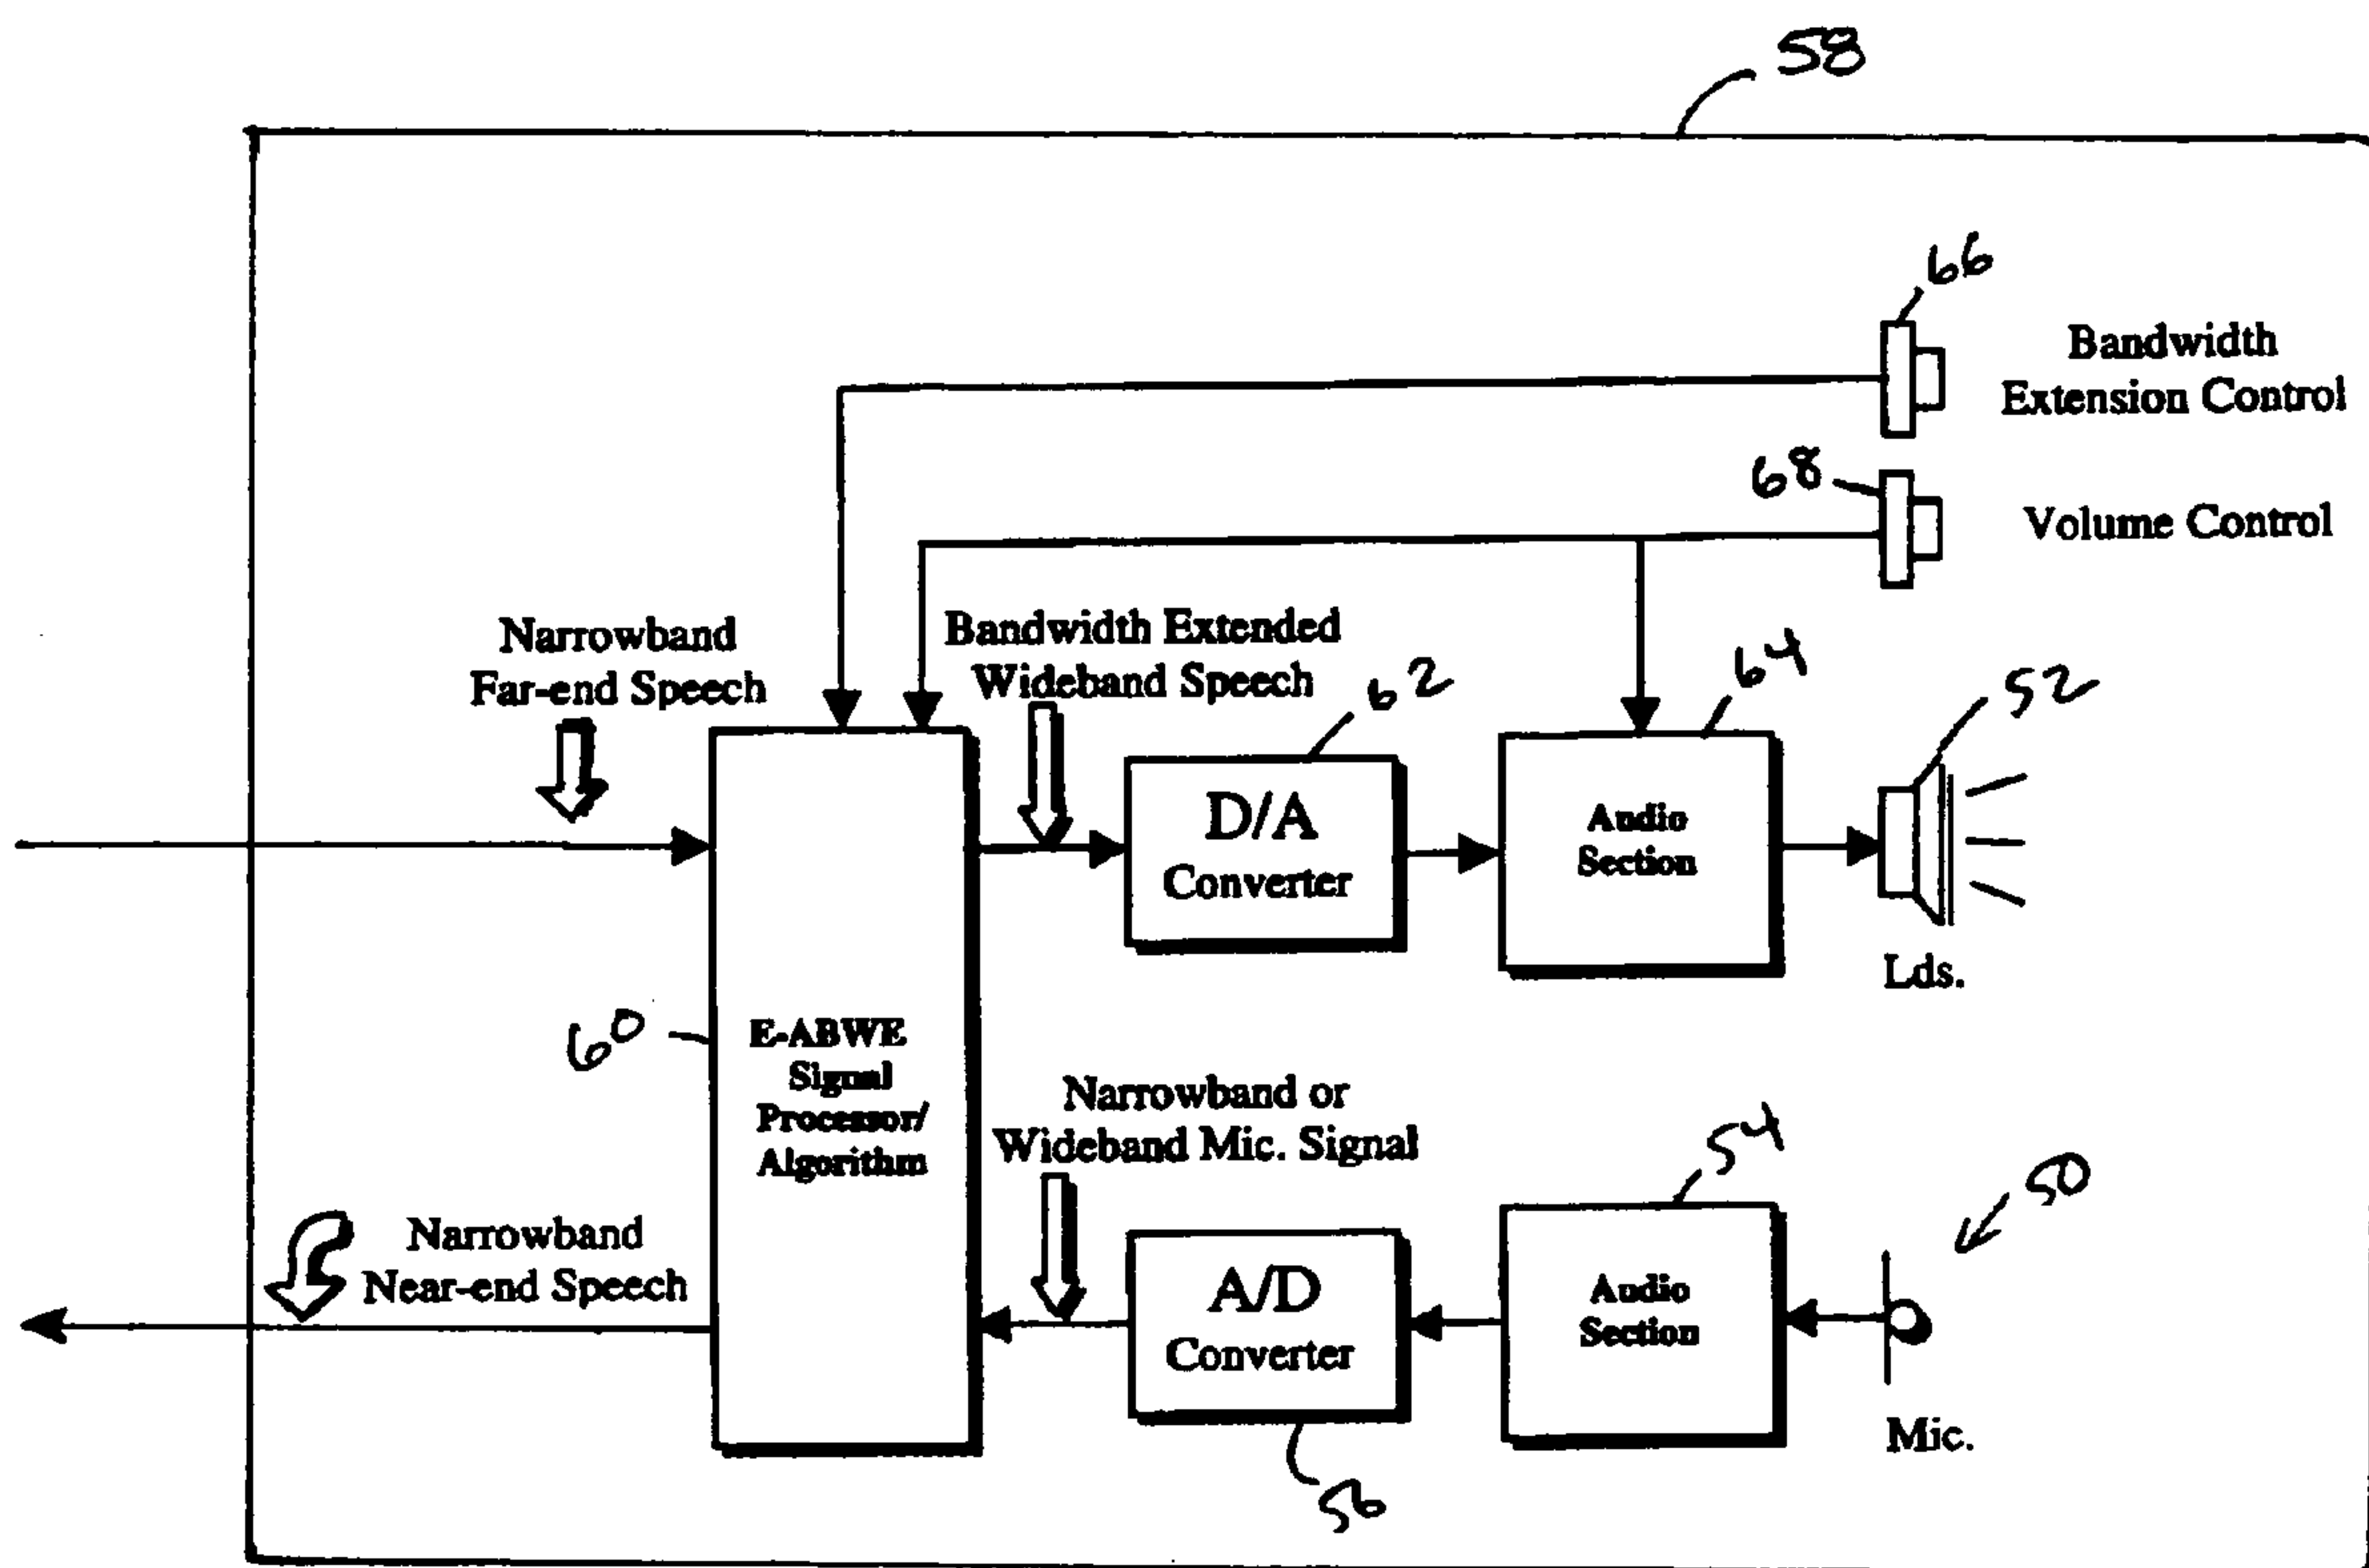 58
66
Bandwidth
Extension Control
68
Volume Control
Narrowband
Far-end Speech
Bandwidth Extended
Wideband Speech
62
64
52
D/A
Converter
Audio
Section
Lds.
60
E-ABWE
Signal
Processor/
Algorithm
Narrowband or
Wideband Mic. Signal
54
50
Narrowband
Near-end Speech
A/D
Converter
Audio
Section
Mic.
56